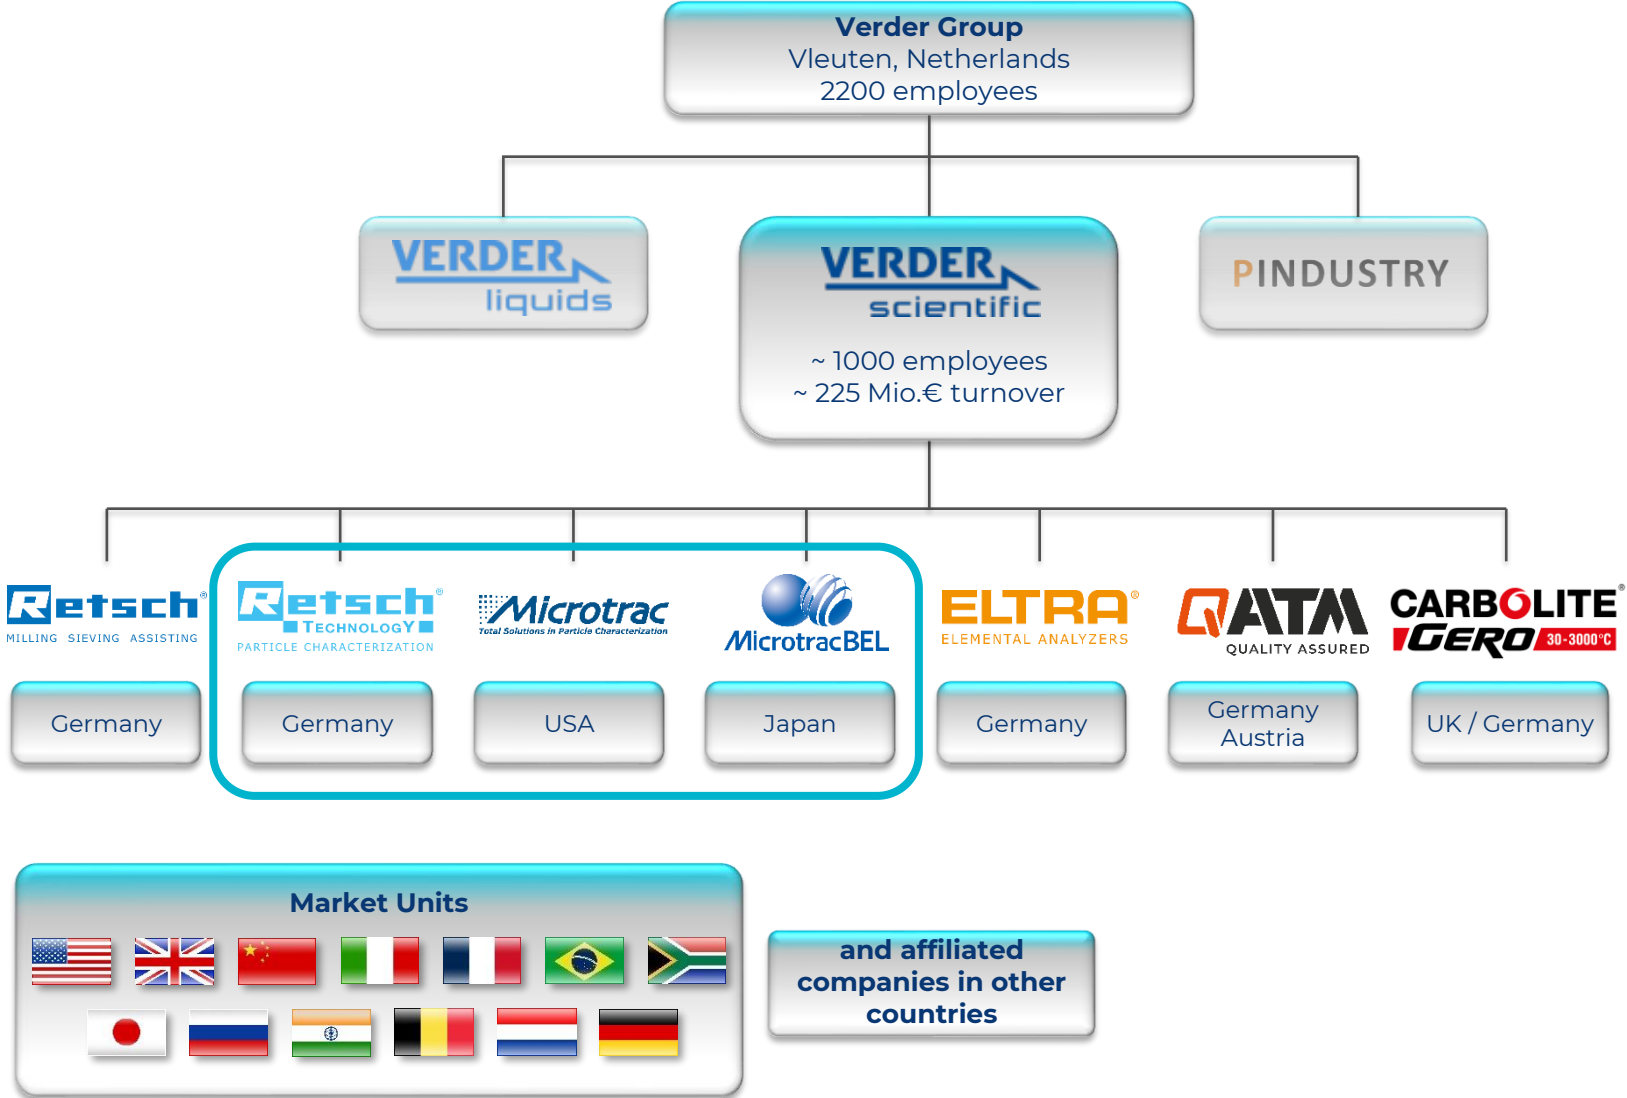 Verder Group
Vleuten, Netherlands
2200 employees
VERDER
liquids
VERDER
scientific
~ 1000 employees
~ 225 Mio.€ turnover
PINDUSTRY
Retsch®
MILLING SIEVING ASSISTING
Retsch®
TECHNOLOGY
PARTICLE CHARACTERIZATION
Microtrac
Total Solutions in Particle Characterization
MicrotracBEL
ELTRA®
ELEMENTAL ANALYZERS
QATM
QUALITY ASSURED
CARBOLITE®
GERO 30-3000°C
Germany
Germany
USA
Japan
Germany
Germany
Austria
UK / Germany
Market Units
and affiliated
companies in other
countries